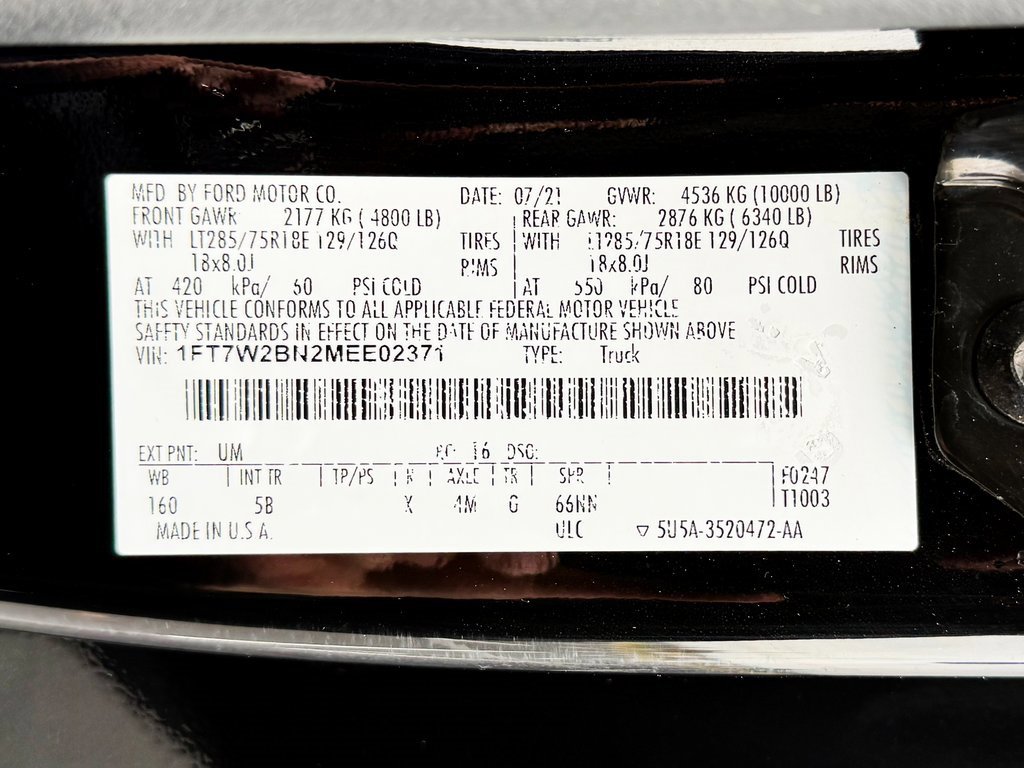 MFD BY FORD MOTOR CO. DATE: 07/21 GVWR: 4536 KG (10000 LB)
FRONT GAWR: 2177 KG ( 4800 LB) REAR GAWR: 2876 KG ( 6340 LB)
WITH LT285/75R18E 129/126Q TIRES WITH LT285/75R18E 129/126Q TIRES
18x8.0J RIMS 18x8.0J RIMS
AT 420 kPa/ 60 PSI COLD AT 550 kPa/ 80 PSI COLD
THIS VEHICLE CONFORMS TO ALL APPLICABLE FEDERAL MOTOR VEHICLE
SAFETY STANDARDS IN EFFECT ON THE DATE OF MANUFACTURE SHOWN ABOVE
VIN: 1FT7W2BN2MEE02371 TYPE: Truck
EXT PNT: UM RC: 16 DSO:
WB INT TR TP/PS R AXLE TR SPR F0247
160 5B X 4M G 66NN T1003
MADE IN U.S.A. ULC ▽ 5U5A-3520472-AA